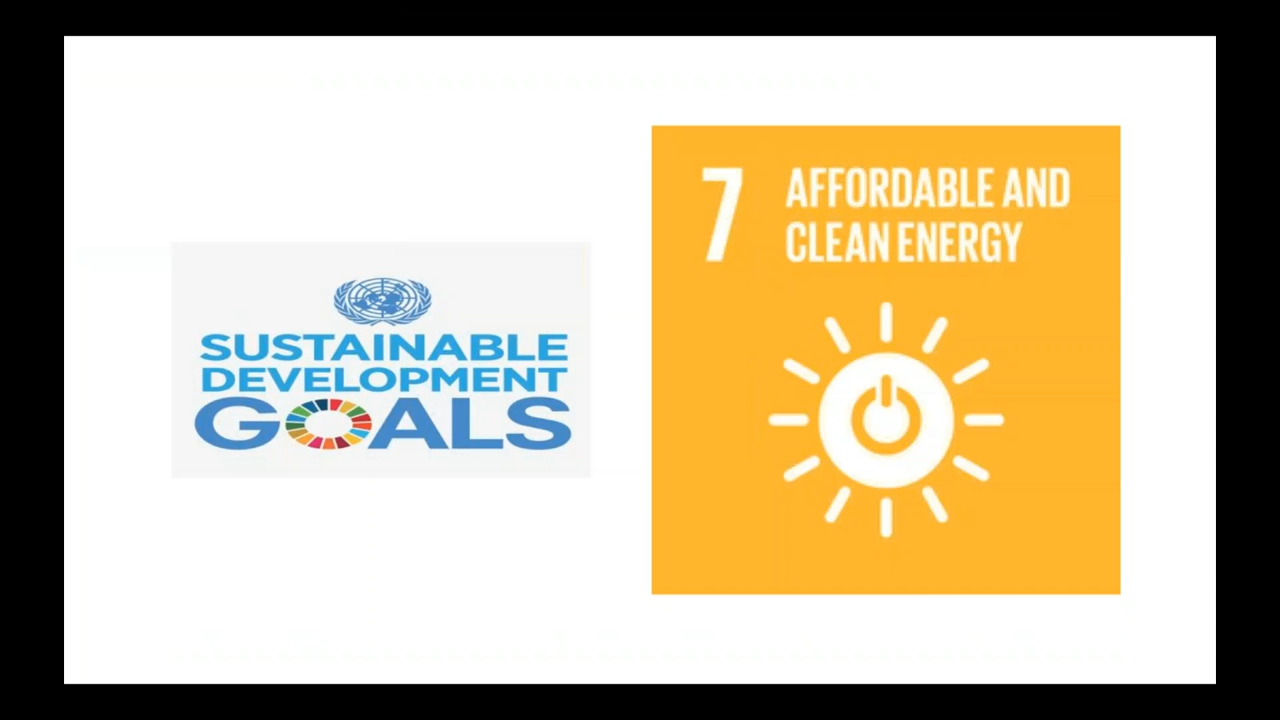 SUSTAINABLE
DEVELOPMENT
GOALS
7 AFFORDABLE AND
CLEAN ENERGY